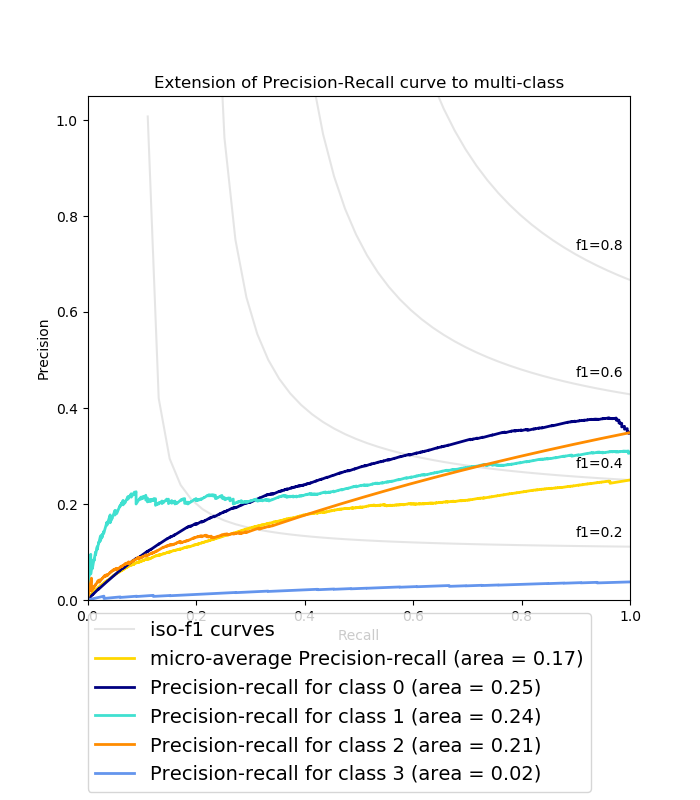 Extension of Precision-Recall curve to multi-class
1.0
0.8
0.6
0.4
0.2
0.0
Precision
f1=0.8
f1=0.6
f1=0.4
f1=0.2
0.0 0.2 0.4 0.6 0.8 1.0
Recall
iso-f1 curves
micro-average Precision-recall (area = 0.17)
Precision-recall for class 0 (area = 0.25)
Precision-recall for class 1 (area = 0.24)
Precision-recall for class 2 (area = 0.21)
Precision-recall for class 3 (area = 0.02)